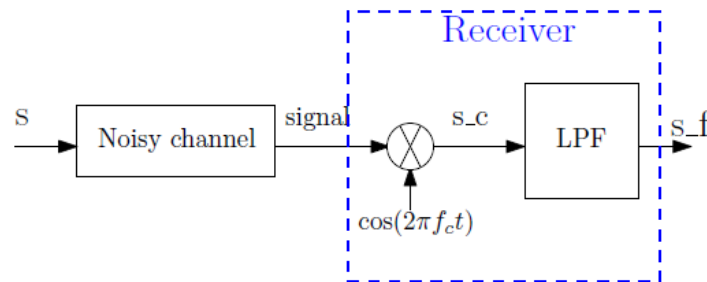 Receiver
s
Noisy channel
signal
s_c
LPF
s_f
cos(2πf_ct)